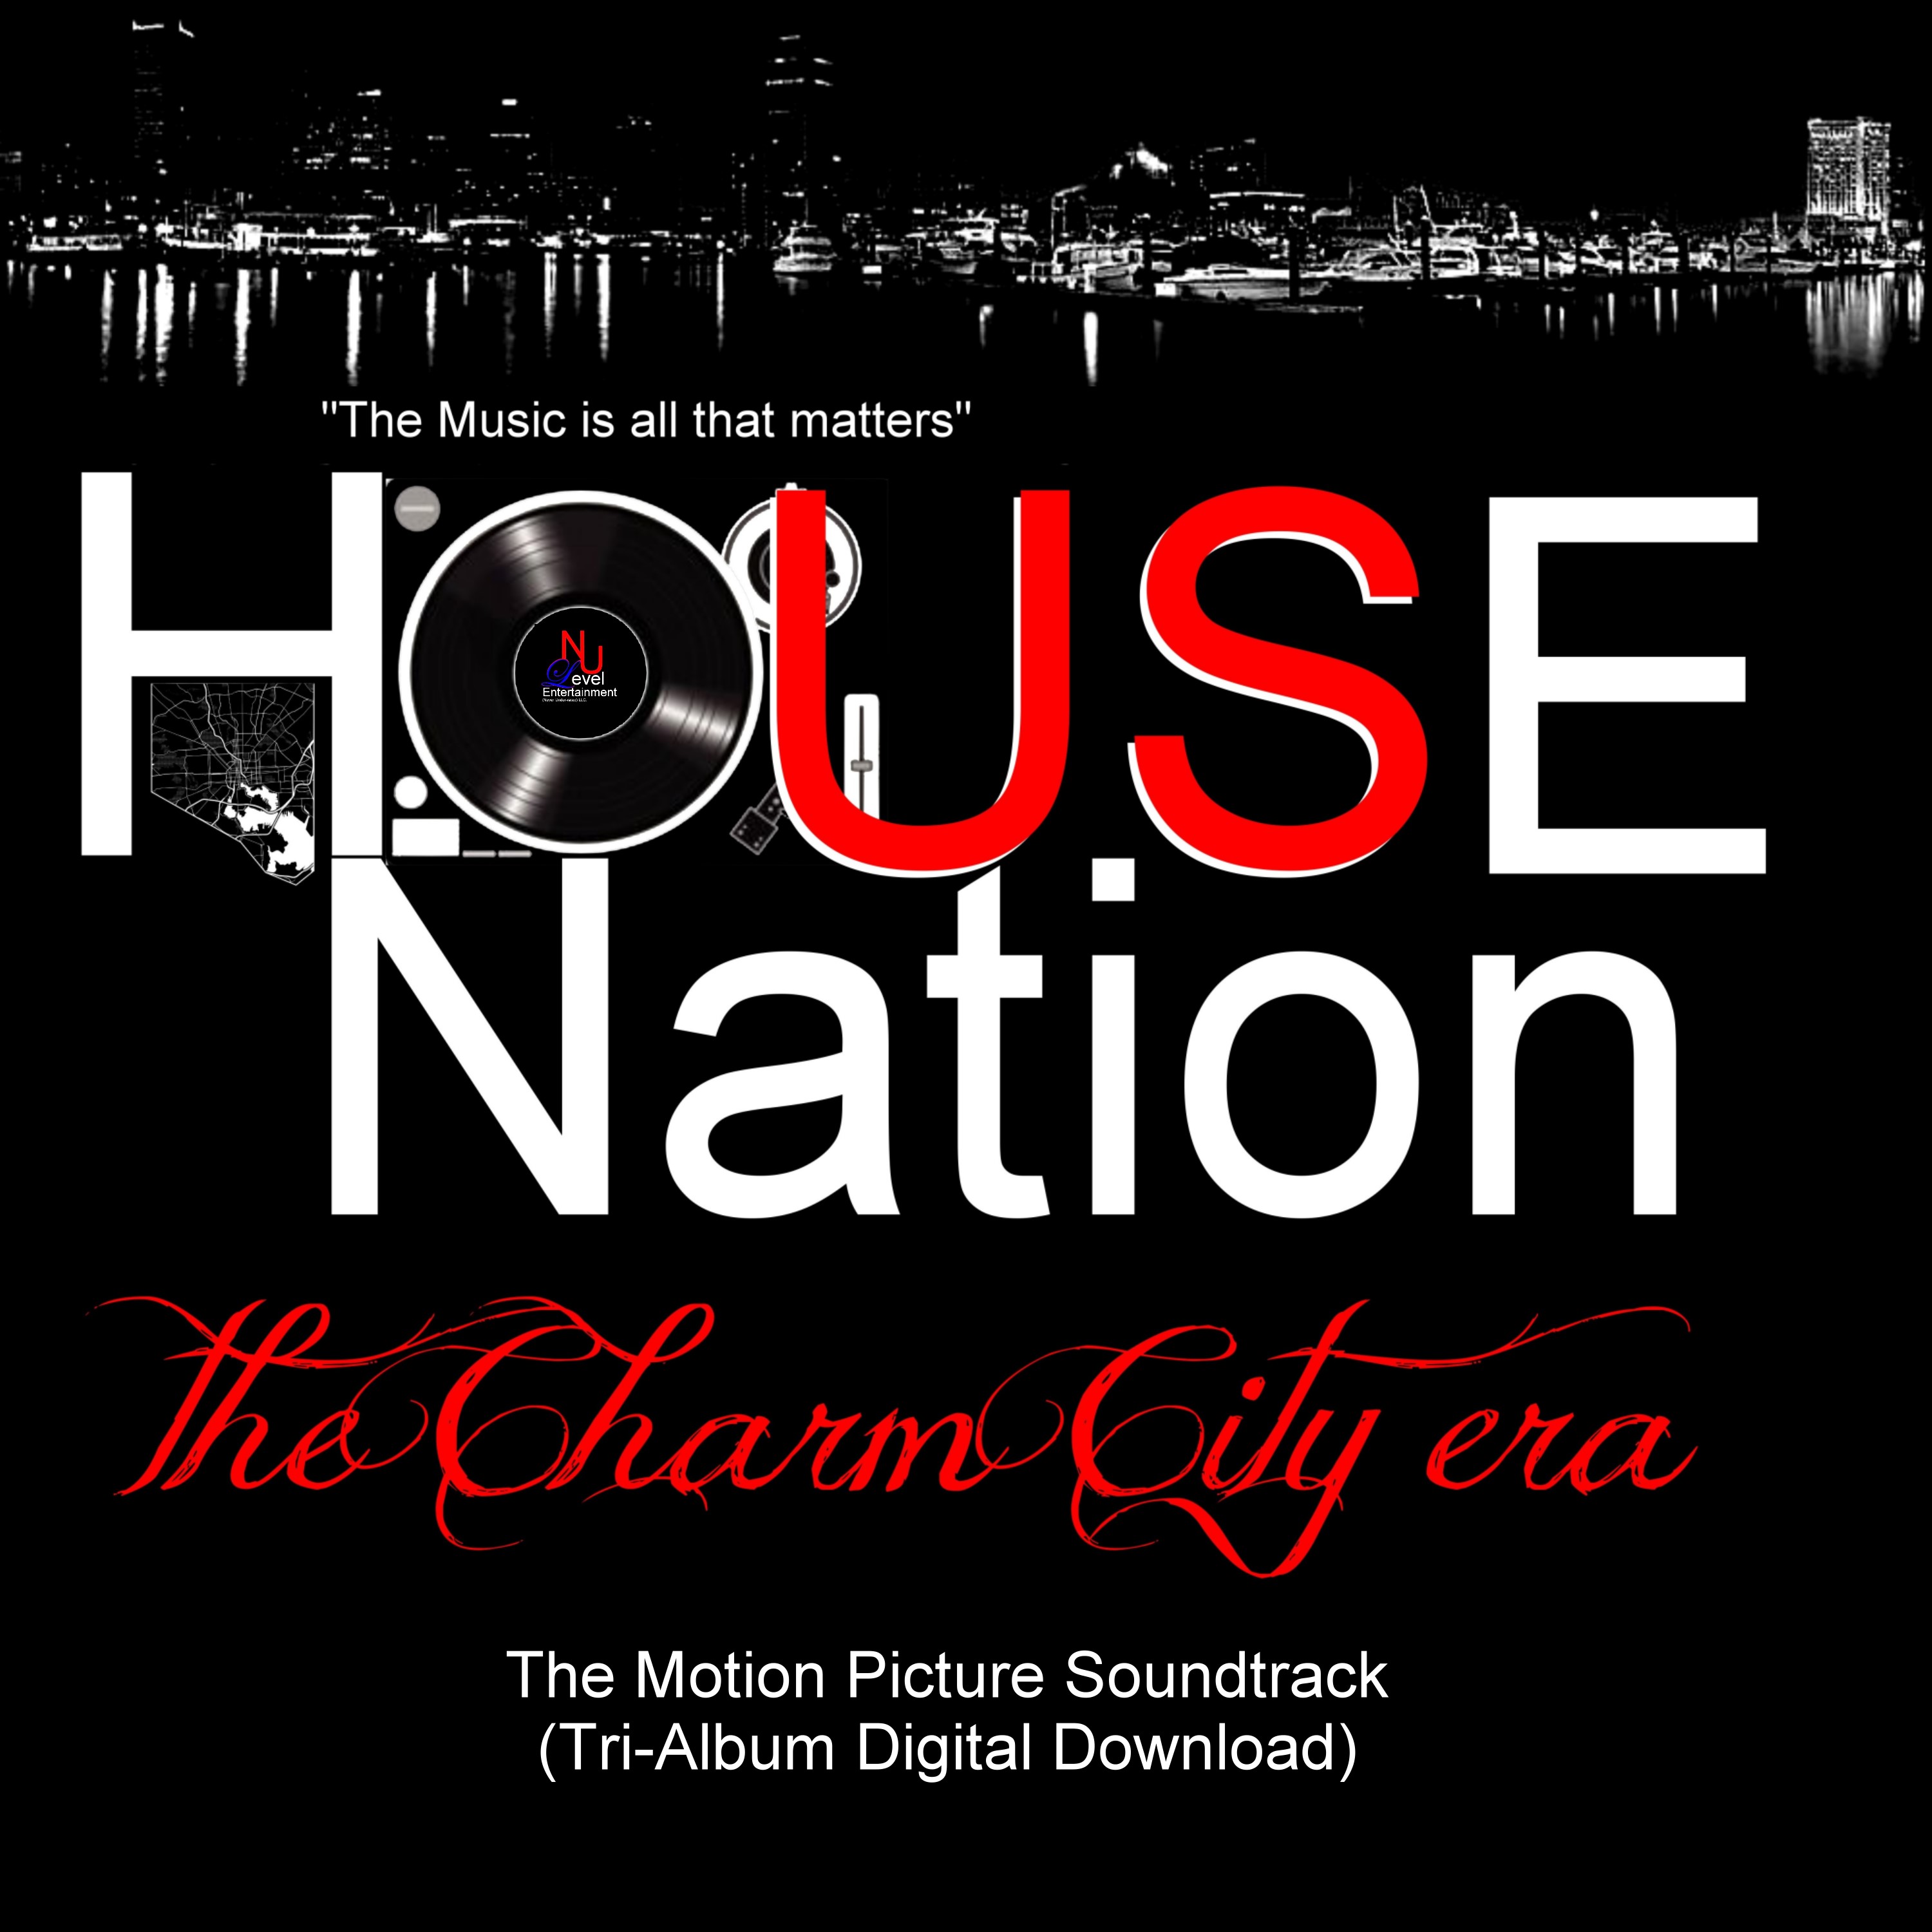 "The Music is all that matters"
HOUSE
NU
Level
Entertainment
Nation
The Charm City era
The Motion Picture Soundtrack
(Tri-Album Digital Download)